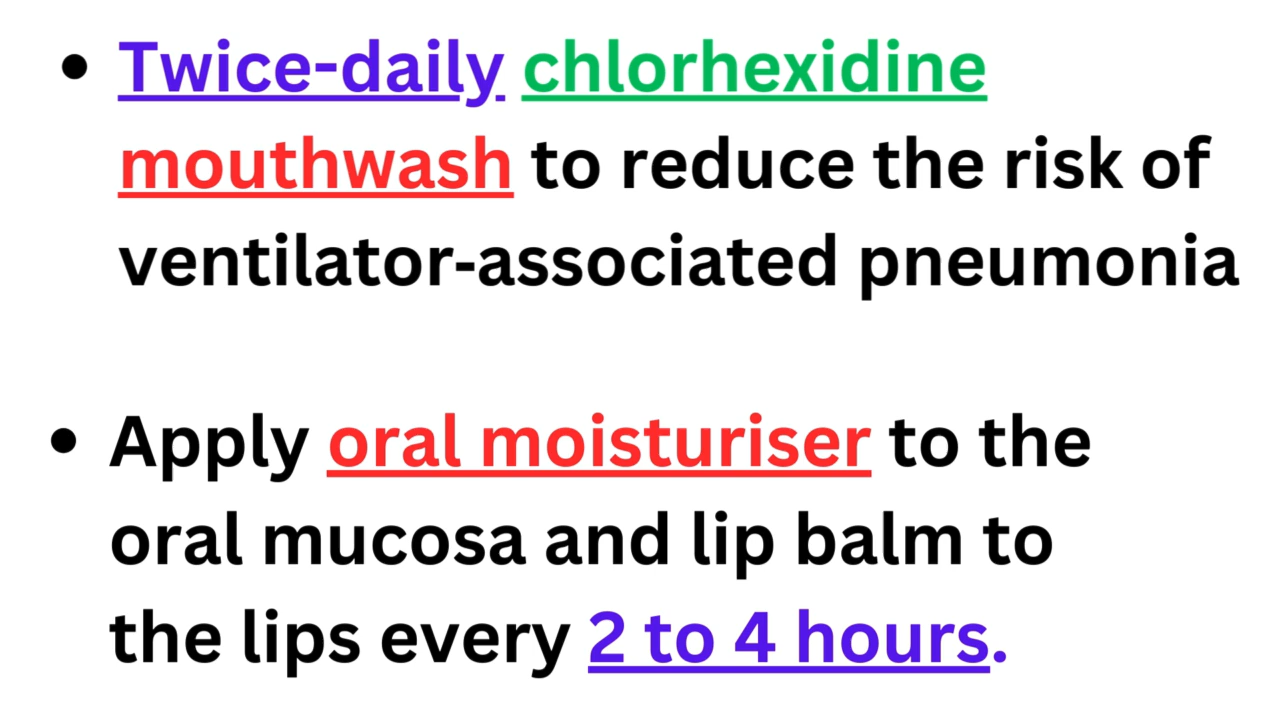 • Twice-daily chlorhexidine
mouthwash to reduce the risk of
ventilator-associated pneumonia
• Apply oral moisturiser to the
oral mucosa and lip balm to
the lips every 2 to 4 hours.